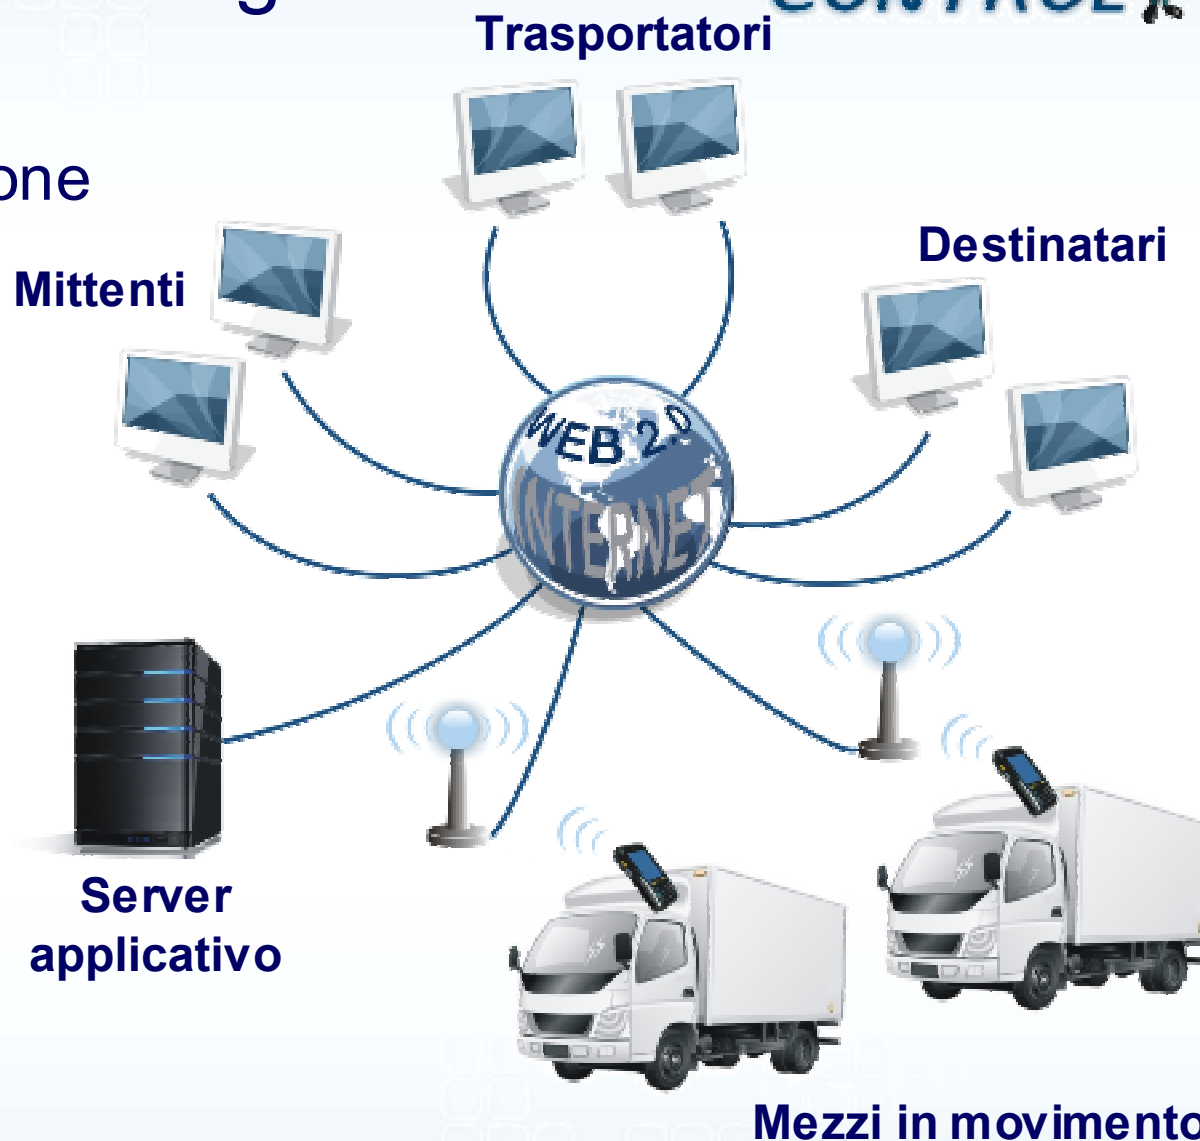 Trasportatori
one
Mittenti
Destinatari
WEB 2.0
INTERNET
Server
applicativo
Mezzi in movimento